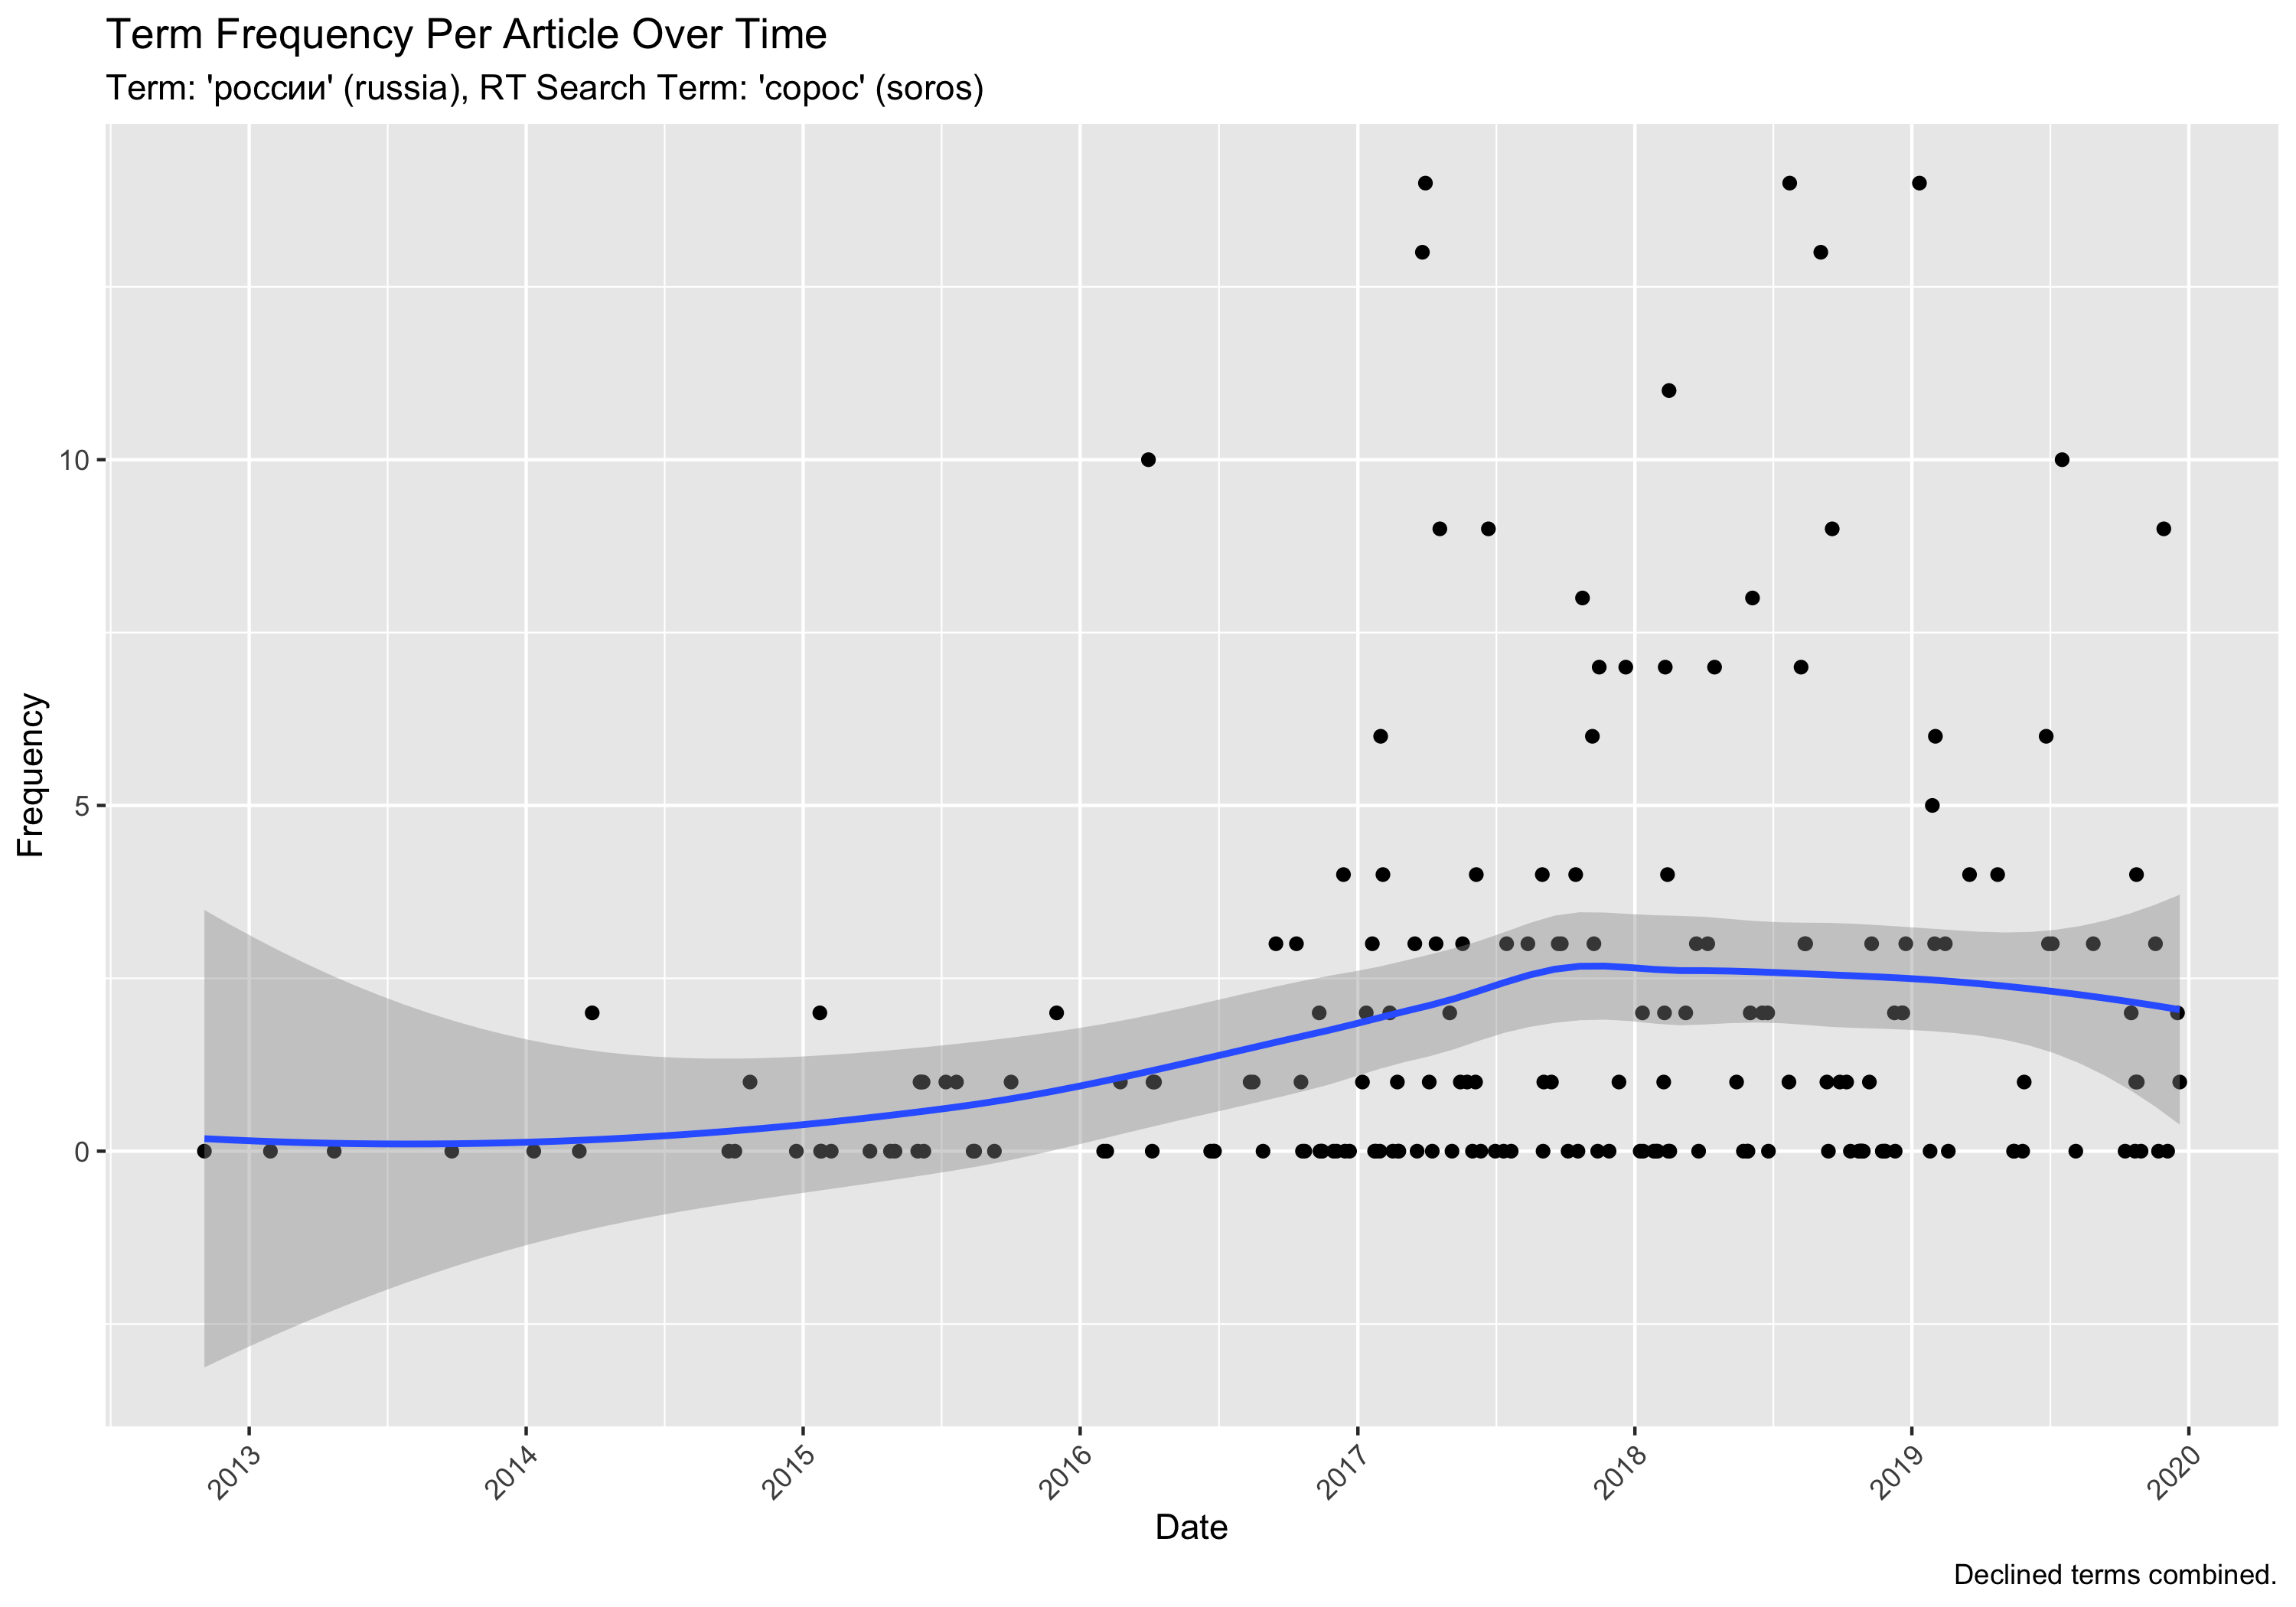 Term Frequency Per Article Over Time
Term: 'россии' (russia), RT Search Term: 'сорос' (soros)
Frequency
10
5
0
2013
2014
2015
2016
2017
2018
2019
2020
Date
Declined terms combined.